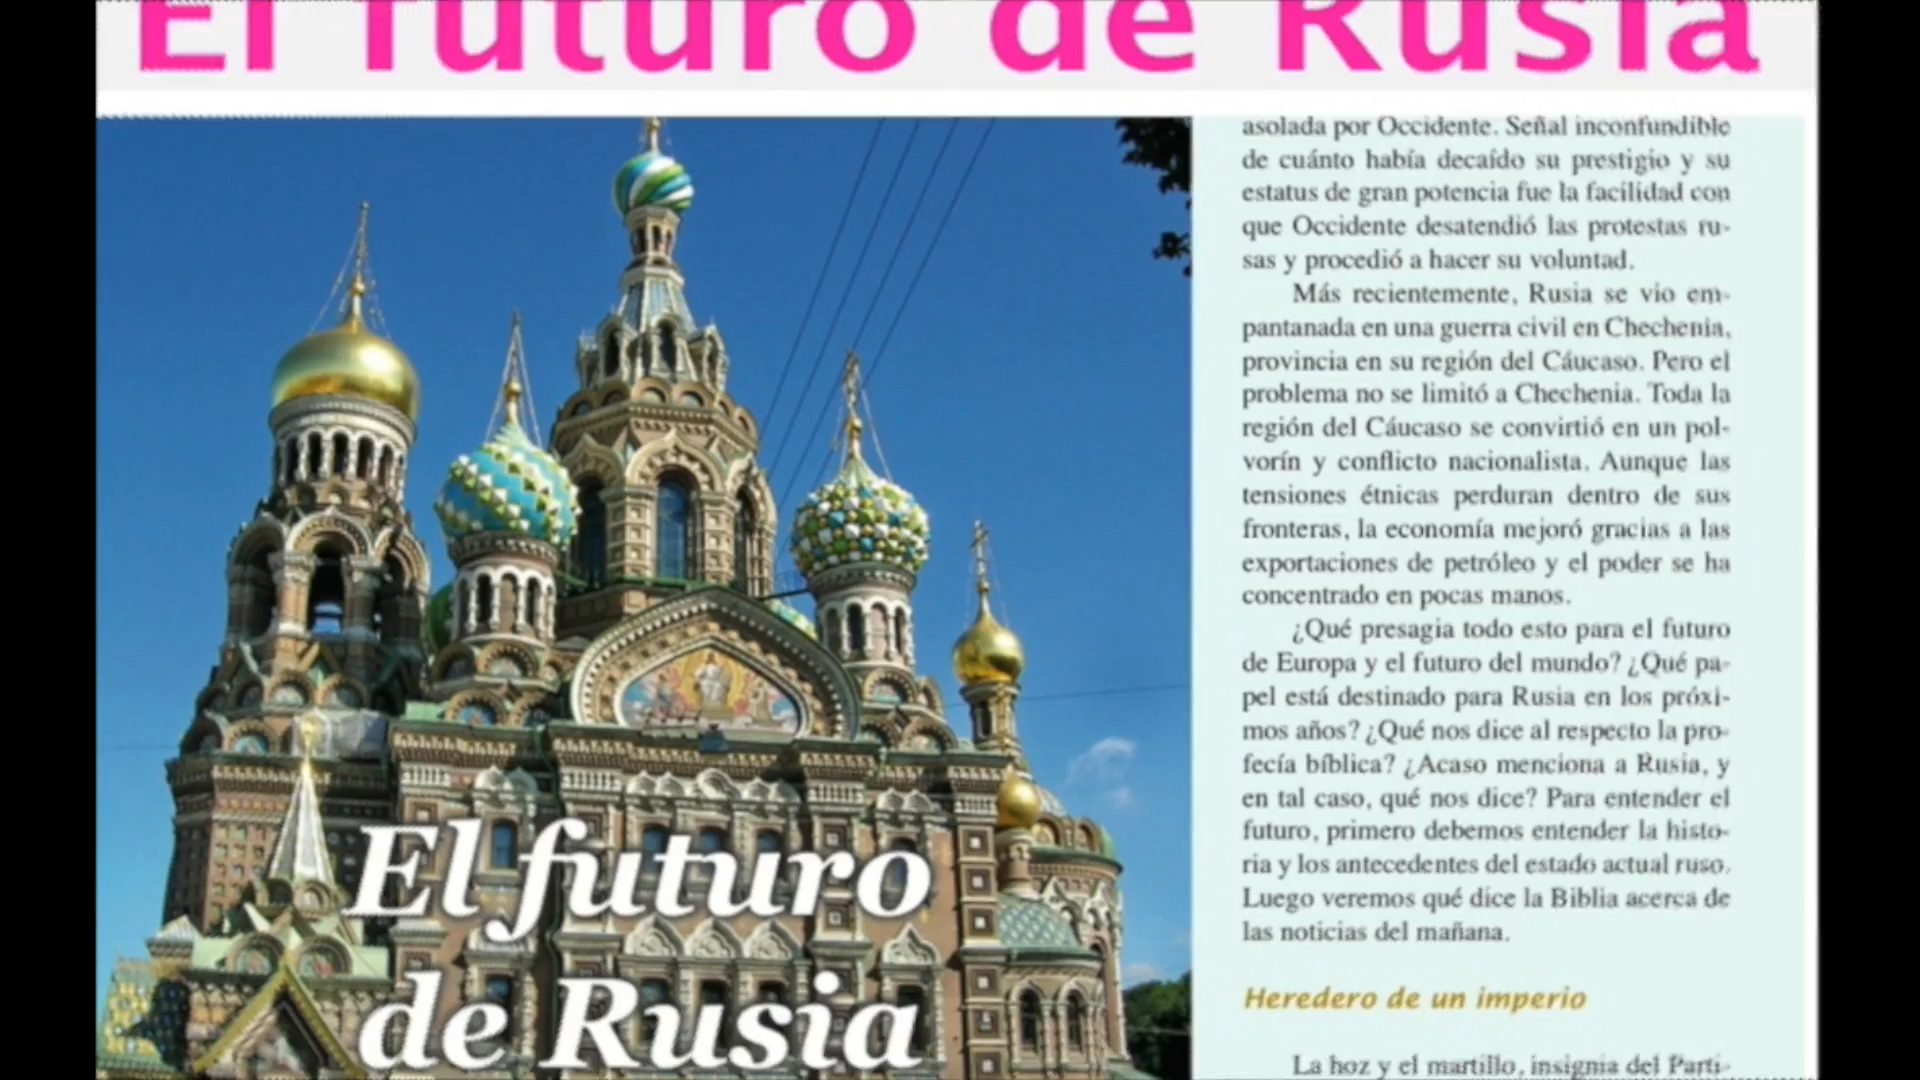 El futuro de Rusia
El futuro
de Rusia
asolada por Occidente. Señal inconfundible
de cuánto había decaído su prestigio y su
estatus de gran potencia fue la facilidad con
que Occidente desatendió las protestas ru-
sas y procedió a hacer su voluntad.
Más recientemente, Rusia se vio em-
pantanada en una guerra civil en Chechenia,
provincia en su región del Cáucaso. Pero el
problema no se limitó a Chechenia. Toda la
región del Cáucaso se convirtió en un pol-
vorín y conflicto nacionalista. Aunque las
tensiones étnicas perduran dentro de sus
fronteras, la economía mejoró gracias a las
exportaciones de petróleo y el poder se ha
concentrado en pocas manos.
¿Qué presagia todo esto para el futuro
de Europa y el futuro del mundo? ¿Qué pa-
pel está destinado para Rusia en los próxi-
mos años? ¿Qué nos dice al respecto la pro-
fecía bíblica? ¿Acaso menciona a Rusia, y
en tal caso, qué nos dice? Para entender el
futuro, primero debemos entender la histo-
ria y los antecedentes del estado actual ruso.
Luego veremos qué dice la Biblia acerca de
las noticias del mañana.
Heredero de un imperio
La hoz y el martillo, insignia del Parti-